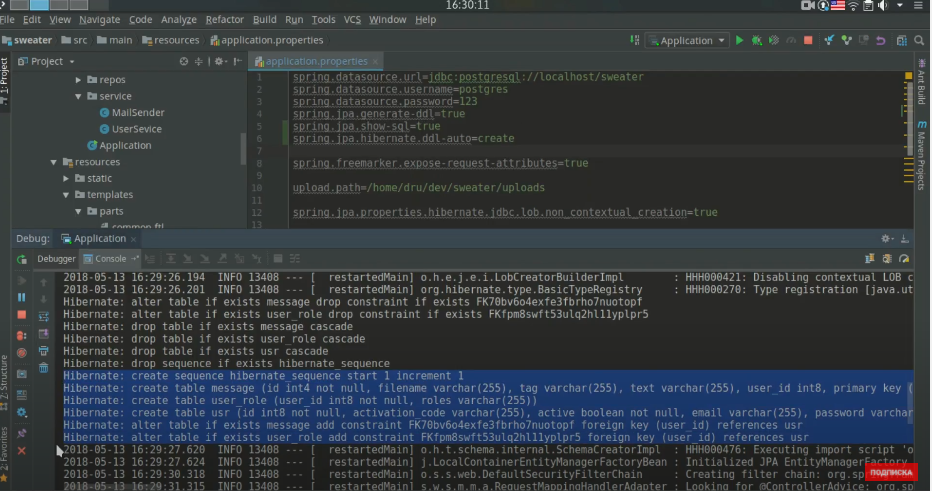 16:30:11
File Edit View Navigate Code Analyze Refactor Build Run Tools VCS Window Help
sweater src main resources application.properties Application
Project application.properties
1: Project
repos
service
MailSender
UserSevice
Application
resources
static
templates
parts
common.ftl
1 spring.datasource.url=jdbc:postgresql://localhost/sweater
2 spring.datasource.username=postgres
3 spring.datasource.password=123
4 spring.jpa.generate-ddl=true
5 spring.jpa.show-sql=true
6 spring.jpa.hibernate.ddl-auto=create
7
8 spring.freemarker.expose-request-attributes=true
9
10 upload.path=/home/dru/dev/sweater/uploads
11
12 spring.jpa.properties.hibernate.jdbc.lob.non_contextual_creation=true
13
Ant Build
Maven Projects
Debug: Application
Debugger Console
2018-05-13 16:29:26.194 INFO 13408 --- [ restartedMain] o.h.e.j.e.i.LobCreatorBuilderImpl : HHH000421: Disabling contextual LOB c
2018-05-13 16:29:26.201 INFO 13408 --- [ restartedMain] org.hibernate.type.BasicTypeRegistry : HHH000270: Type registration [java.ut
Hibernate: alter table if exists message drop constraint if exists FK70bv6o4exfe3fbrho7nuotopf
Hibernate: alter table if exists user_role drop constraint if exists FKfpm8swft53ulq2hl11yplpr5
Hibernate: drop table if exists message cascade
Hibernate: drop table if exists user_role cascade
Hibernate: drop table if exists usr cascade
Hibernate: drop sequence if exists hibernate_sequence
Hibernate: create sequence hibernate_sequence start 1 increment 1
Hibernate: create table message (id int4 not null, filename varchar(255), tag varchar(255), text varchar(255), user_id int8, primary key (
Hibernate: create table user_role (user_id int8 not null, roles varchar(255))
Hibernate: create table usr (id int8 not null, activation_code varchar(255), active boolean not null, email varchar(255), password varchar
Hibernate: alter table if exists message add constraint FK70bv6o4exfe3fbrho7nuotopf foreign key (user_id) references usr
Hibernate: alter table if exists user_role add constraint FKfpm8swft53ulq2hl11yplpr5 foreign key (user_id) references usr
2018-05-13 16:29:27.620 INFO 13408 --- [ restartedMain] o.h.t.schema.internal.SchemaCreatorImpl : HHH000476: Executing import script 'o
2018-05-13 16:29:27.624 INFO 13408 --- [ restartedMain] j.LocalContainerEntityManagerFactoryBean : Initialized JPA EntityManagerFactory
2018-05-13 16:29:30.318 INFO 13408 --- [ restartedMain] o.s.s.web.DefaultSecurityFilterChain : Creating filter chain: org.sp
2018-05-13 16:29:31.315 INFO 13408 --- [ restartedMain] s.w.s.m.m.a.RequestMappingHandlerAdapter : Looking for @ControllerAdvice: org.sp
Z: Structure
2: Favorites
ПОДПИСКА